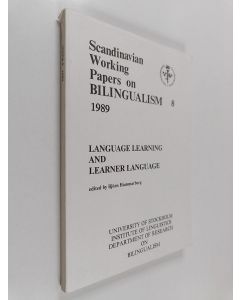 Scandinavian
Working
Papers on
BILINGUALISM 8
1989
LANGUAGE LEARNING
AND
LEARNER LANGUAGE
edited by Björn Hammarberg
UNIVERSITY OF STOCKHOLM
INSTITUTE OF LINGUISTICS
DEPARTMENT OF RESEARCH
ON
BILINGUALISM